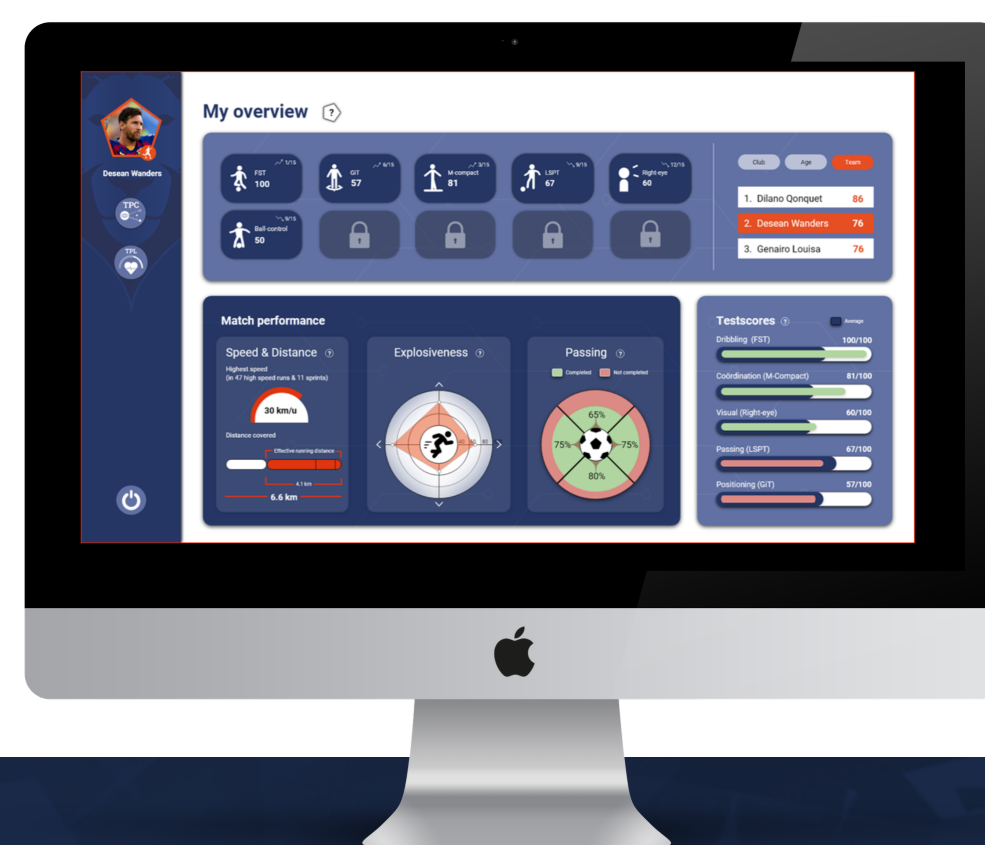 My overview ?
Desean Wanders
TPC
TPL
1/15
FST
100
6/15
GIT
57
3/15
M-compact
81
9/15
LSPT
67
12/15
Right-eye
60
9/15
Ball-control
50
Club Age Team
1. Dilano Qonquet 86
2. Desean Wanders 76
3. Genairo Louisa 76
Match performance
Speed & Distance ?
Highest speed
(in 47 high speed runs & 11 sprints)
30 km/u
Distance covered
Effective running distance
4.1 km
6.6 km
Explosiveness ?
60 80
Passing ?
Completed Not completed
65%
75% 75%
80%
Testscores ?
Average
Dribbling (FST) 100/100
Coördination (M-Compact) 81/100
Visual (Right-eye) 60/100
Passing (LSPT) 67/100
Positioning (GIT) 57/100